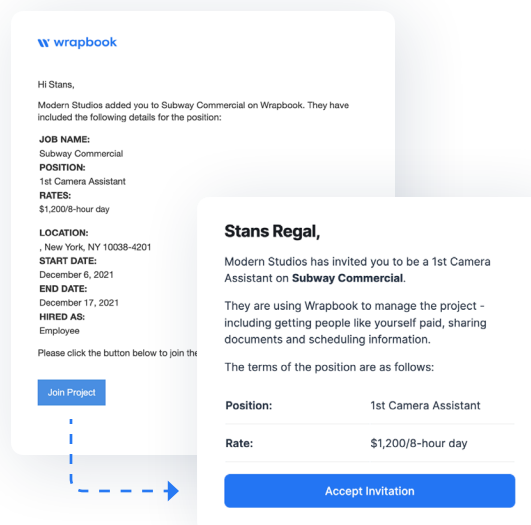 wrapbook
Hi Stans,
Modern Studios added you to Subway Commercial on Wrapbook. They have
included the following details for the position:
JOB NAME:
Subway Commercial
POSITION:
1st Camera Assistant
RATES:
$1,200/8-hour day
LOCATION:
, New York, NY 10038-4201
START DATE:
December 6, 2021
END DATE:
December 17, 2021
HIRED AS:
Employee
Please click the button below to join the
Join Project
Stans Regal,
Modern Studios has invited you to be a 1st Camera
Assistant on Subway Commercial.
They are using Wrapbook to manage the project -
including getting people like yourself paid, sharing
documents and scheduling information.
The terms of the position are as follows:
Position: 1st Camera Assistant
Rate: $1,200/8-hour day
Accept Invitation